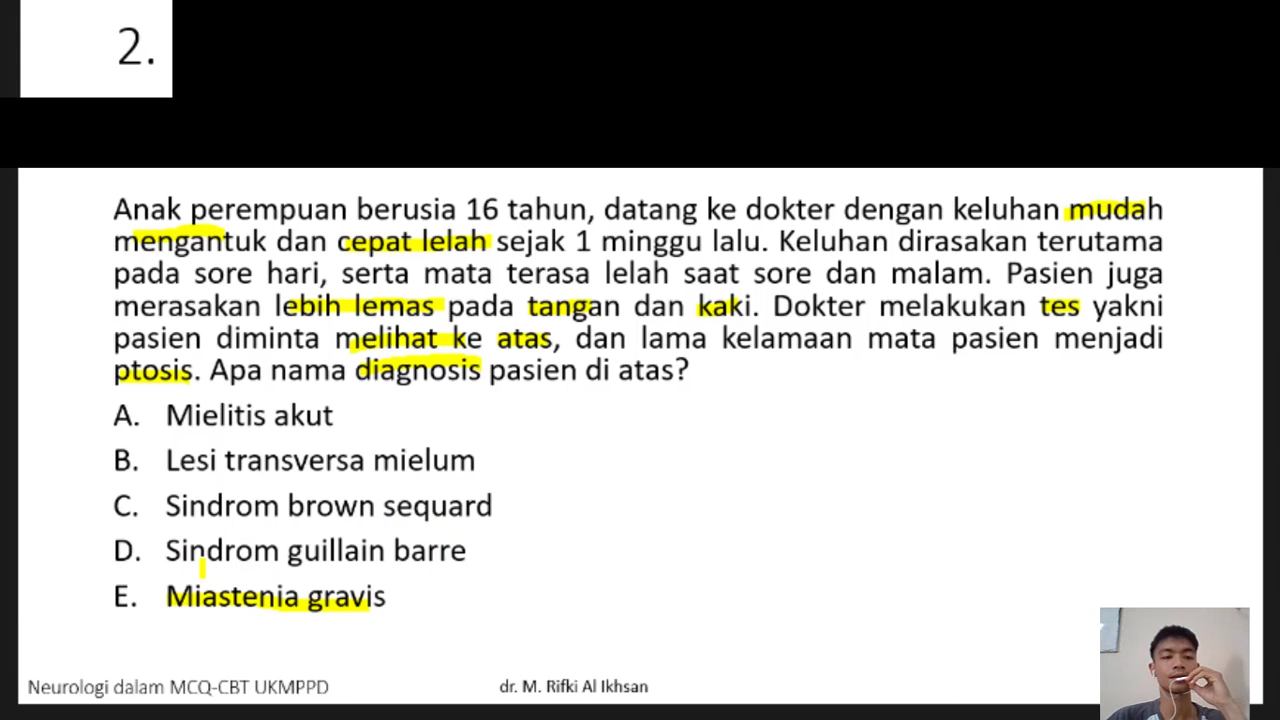 2.
Anak perempuan berusia 16 tahun, datang ke dokter dengan keluhan mudah
mengantuk dan cepat lelah sejak 1 minggu lalu. Keluhan dirasakan terutama
pada sore hari, serta mata terasa lelah saat sore dan malam. Pasien juga
merasakan lebih lemas pada tangan dan kaki. Dokter melakukan tes yakni
pasien diminta melihat ke atas, dan lama kelamaan mata pasien menjadi
ptosis. Apa nama diagnosis pasien di atas?
A. Mielitis akut
B. Lesi transversa mielum
C. Sindrom brown sequard
D. Sindrom guillain barre
E. Miastenia gravis
Neurologi dalam MCQ-CBT UKMPPD
dr. M. Rifki Al Ikhsan